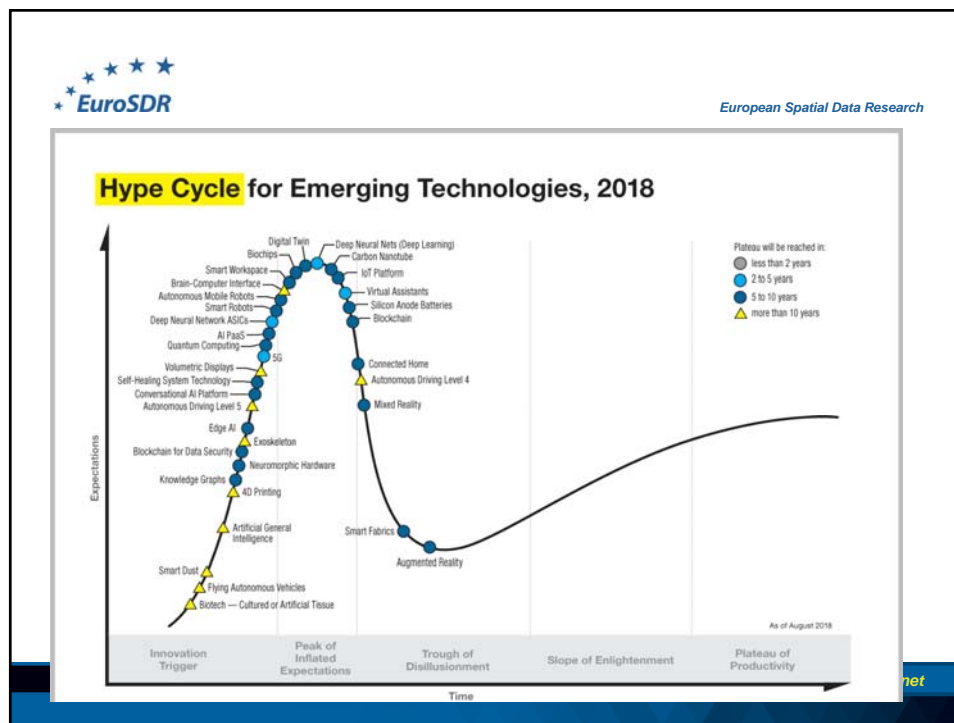 EuroSDR
European Spatial Data Research
Hype Cycle for Emerging Technologies, 2018
Digital Twin
Biochips
Smart Workspace
Brain-Computer Interface
Autonomous Mobile Robots
Smart Robots
Deep Neural Network ASICs
AI PaaS
Quantum Computing
5G
Volumetric Displays
Self-Healing System Technology
Conversational AI Platform
Autonomous Driving Level 5
Edge AI
Exoskeleton
Blockchain for Data Security
Neuromorphic Hardware
Knowledge Graphs
4D Printing
Artificial General
Intelligence
Smart Dust
Flying Autonomous Vehicles
Biotech — Cultured or Artificial Tissue
Deep Neural Nets (Deep Learning)
Carbon Nanotube
IoT Platform
Virtual Assistants
Silicon Anode Batteries
Blockchain
Connected Home
Autonomous Driving Level 4
Mixed Reality
Smart Fabrics
Augmented Reality
Plateau will be reached in:
less than 2 years
2 to 5 years
5 to 10 years
more than 10 years
Expectations
As of August 2018
Innovation
Trigger
Peak of
Inflated
Expectations
Trough of
Disillusionment
Slope of Enlightenment
Plateau of
Productivity
Time
net